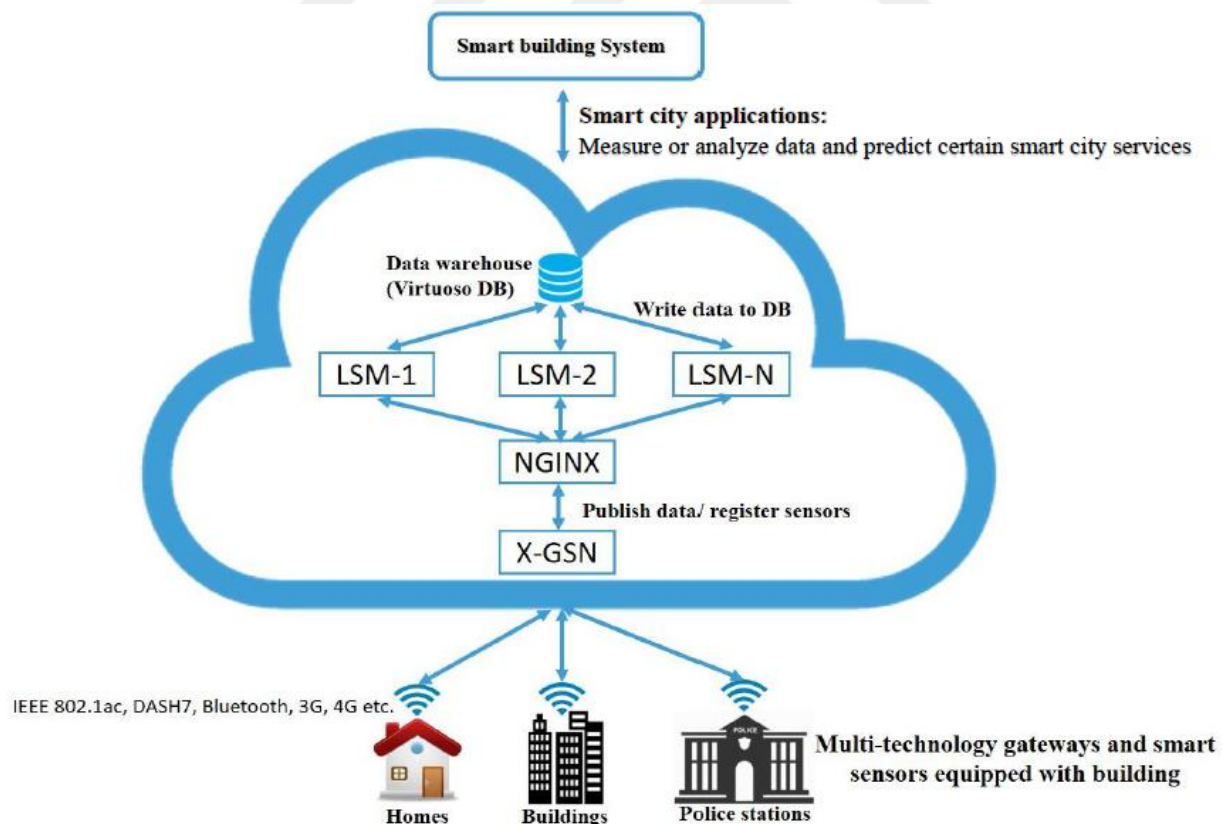 Smart building System
Smart city applications:
Measure or analyze data and predict certain smart city services
Data warehouse
(Virtuoso DB)
Write data to DB
LSM-1
LSM-2
LSM-N
NGINX
Publish data/ register sensors
X-GSN
IEEE 802.1ac, DASH7, Bluetooth, 3G, 4G etc.
POLICE
Multi-technology gateways and smart
sensors equipped with building
Homes
Buildings
Police stations